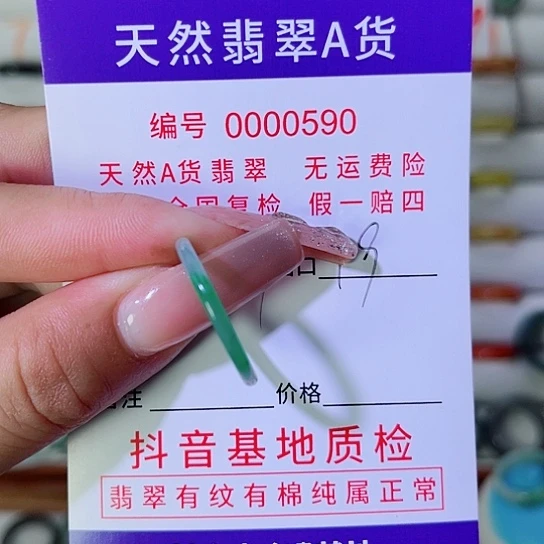 天然翡翠A货
编号 0000590
天然A货翡翠 无运费险
全国复检 假一赔四
口
注 价格
抖音基地质检
翡翠有纹有棉纯属正常